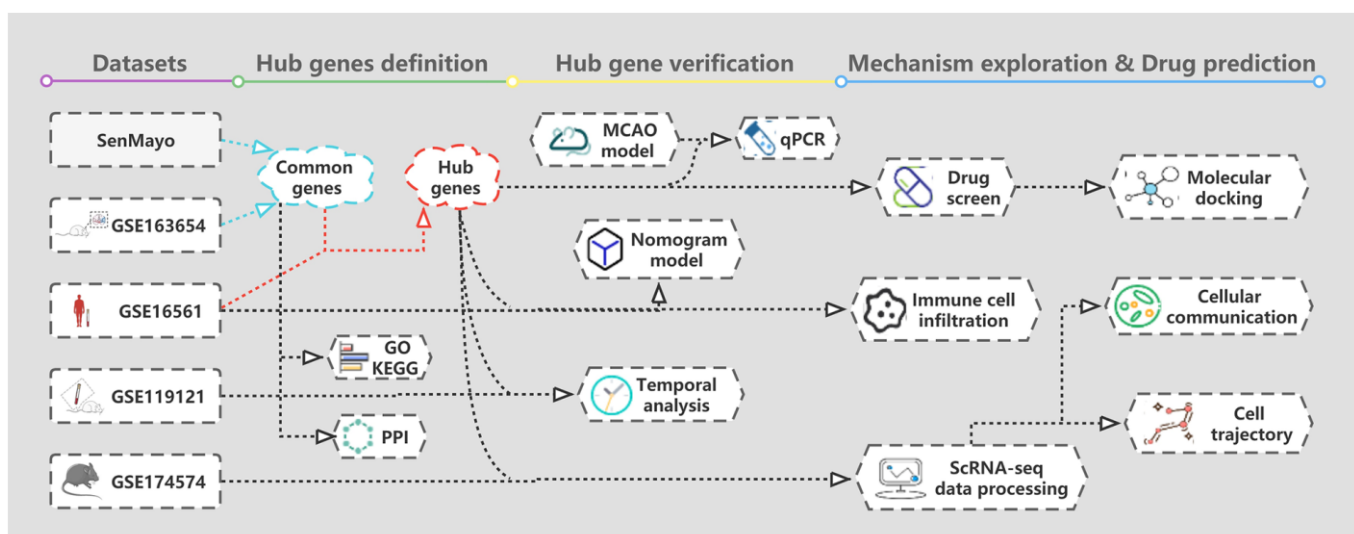 Datasets
Hub genes definition
Hub gene verification
Mechanism exploration & Drug prediction
SenMayo
GSE163654
GSE16561
GSE119121
GSE174574
Common
genes
Hub
genes
GO
KEGG
PPI
MCAO
model
qPCR
Nomogram
model
Temporal
analysis
Drug
screen
Molecular
docking
Immune cell
infiltration
Cellular
communication
Cell
trajectory
ScRNA-seq
data processing